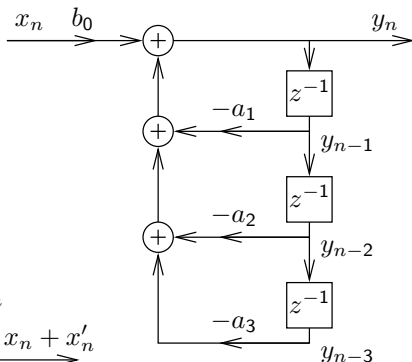 x_n b_0 + y_n
z^{-1}
+ -a_1 y_{n-1}
z^{-1}
+ -a_2 y_{n-2}
z^{-1}
x_n + x'_n -a_3 y_{n-3}